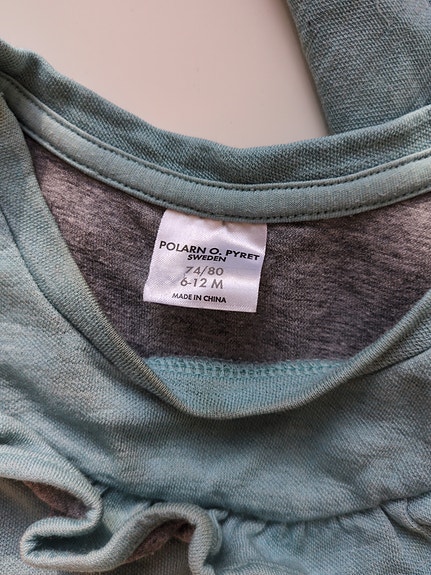 POLARN O. PYRET
SWEDEN
74/80
6-12 M
MADE IN CHINA